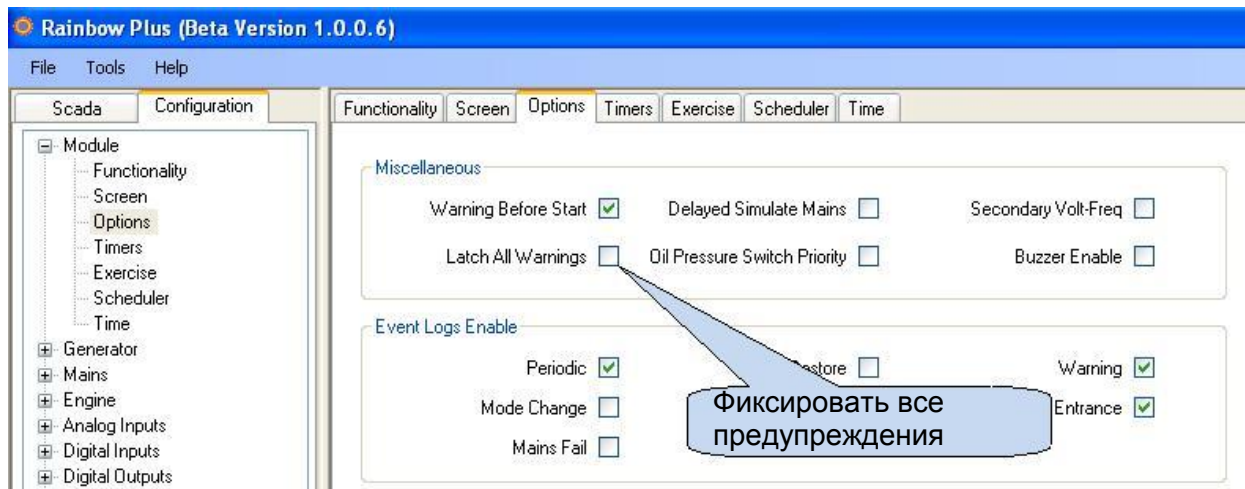 Rainbow Plus (Beta Version 1.0.0.6)
File Tools Help
Scada Configuration
Module
Functionality
Screen
Options
Timers
Exercise
Scheduler
Time
Generator
Mains
Engine
Analog Inputs
Digital Inputs
Digital Outputs
Functionality Screen Options Timers Exercise Scheduler Time
Miscellaneous
Warning Before Start Delayed Simulate Mains Secondary Volt-Freq
Latch All Warnings Oil Pressure Switch Priority Buzzer Enable
Event Logs Enable
Periodic Warning
Mode Change Entrance
Mains Fail
Фиксировать все
предупреждения